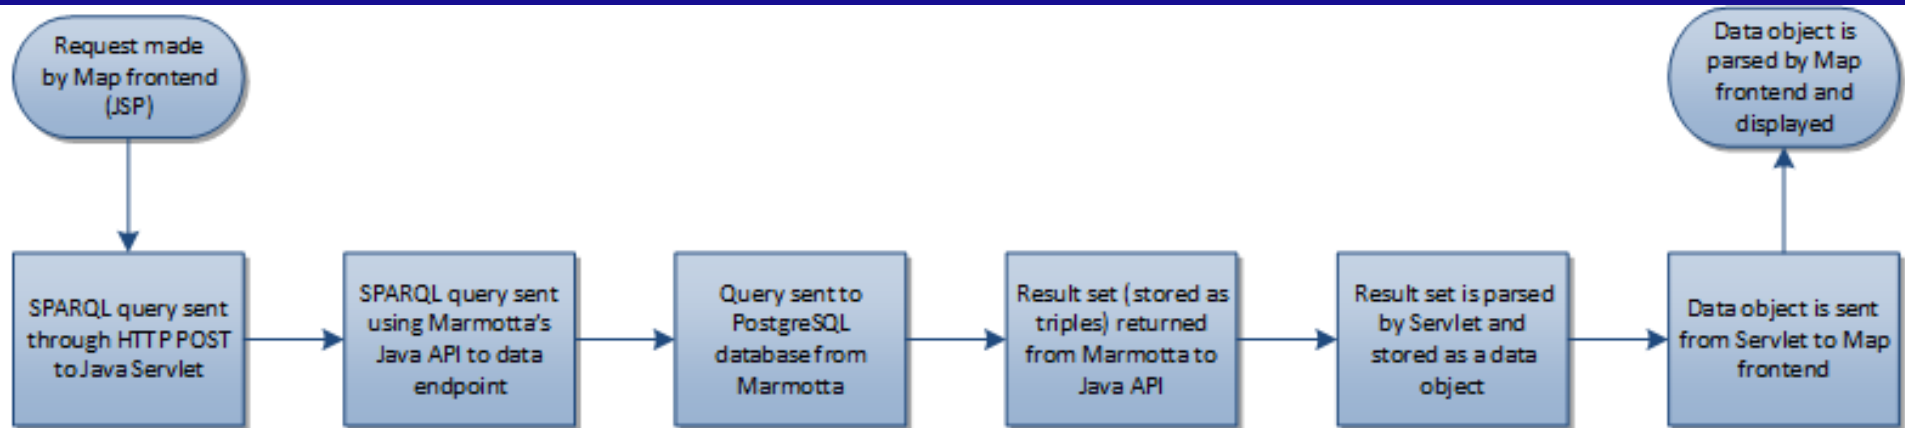 Request made
by Map frontend
(JSP)
SPARQL query sent
through HTTP POST
to Java Servlet
SPARQL query sent
using Marmotta's
Java API to data
endpoint
Query sent to
PostgreSQL
database from
Marmotta
Result set (stored as
triples) returned
from Marmotta to
Java API
Result set is parsed
by Servlet and
stored as a data
object
Data object is sent
from Servlet to Map
frontend
Data object is
parsed by Map
frontend and
displayed